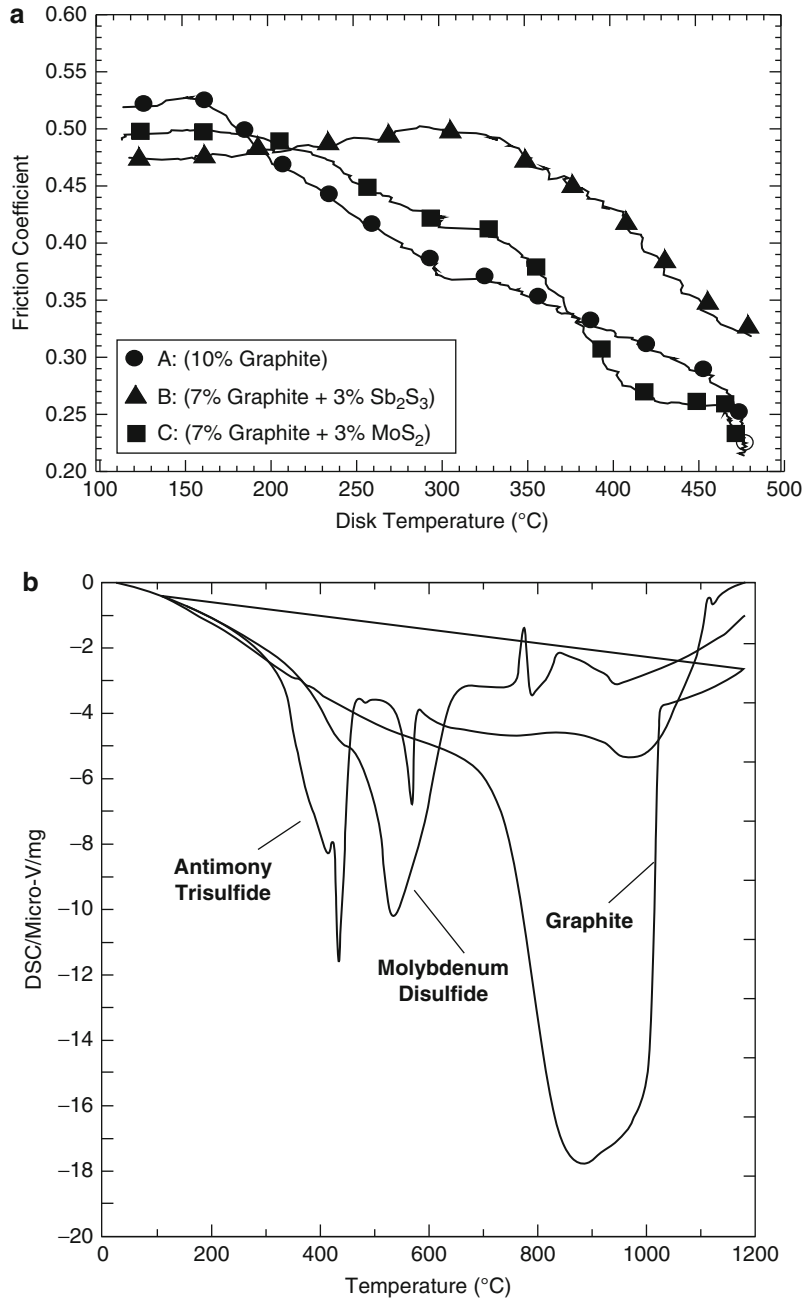 a
0.60
0.55
0.50
0.45
0.40
0.35
0.30
0.25
0.20
Friction Coefficient
A: (10% Graphite)
B: (7% Graphite + 3% Sb₂S₃)
C: (7% Graphite + 3% MoS₂)
100 150 200 250 300 350 400 450 500
Disk Temperature (°C)
b
0
−2
−4
−6
−8
−10
−12
−14
−16
−18
−20
DSC/Micro-V/mg
Antimony
Trisulfide
Molybdenum
Disulfide
Graphite
0 200 400 600 800 1000 1200
Temperature (°C)